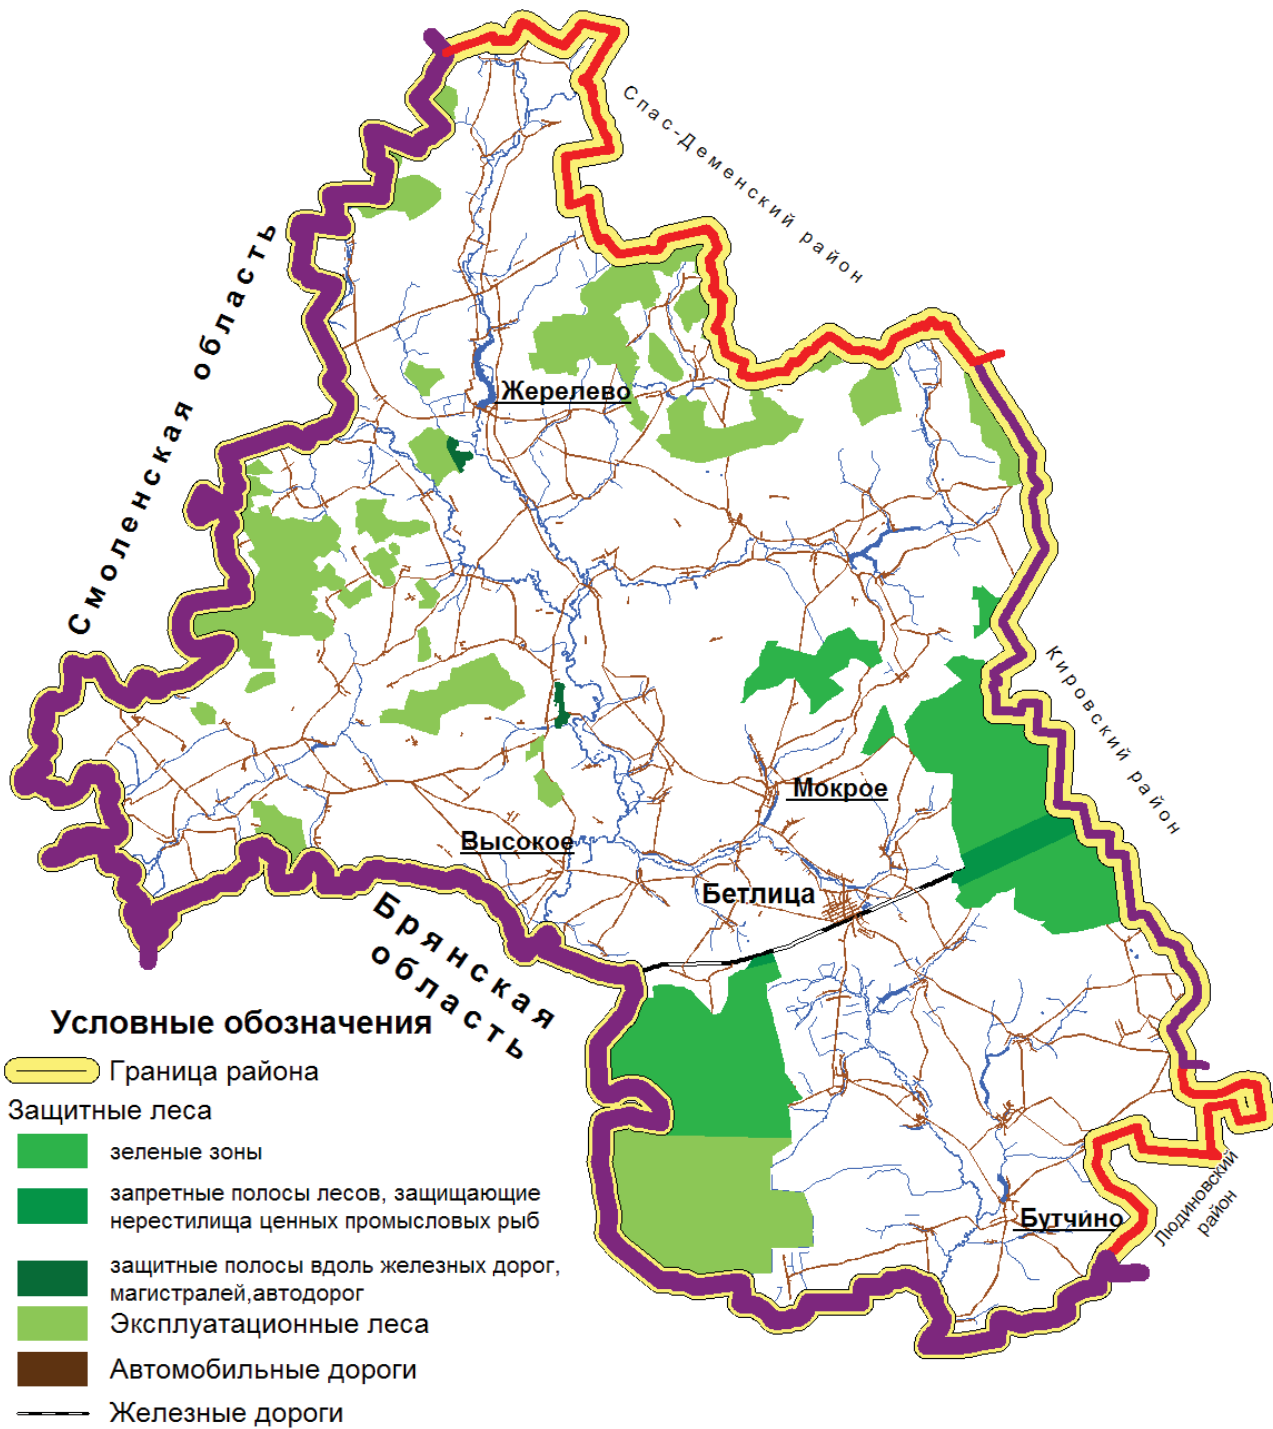 Спас-Деменский район
Смоленская область
Жерелево
Кировский район
Мокрое
Высокое
Бетлица
Брянская
область
Условные обозначения
Граница района
Защитные леса
зеленые зоны
запретные полосы лесов, защищающие
нерестилища ценных промысловых рыб
защитные полосы вдоль железных дорог,
магистралей,автодорог
Эксплуатационные леса
Автомобильные дороги
Железные дороги
Людиновский
район
Бутчино